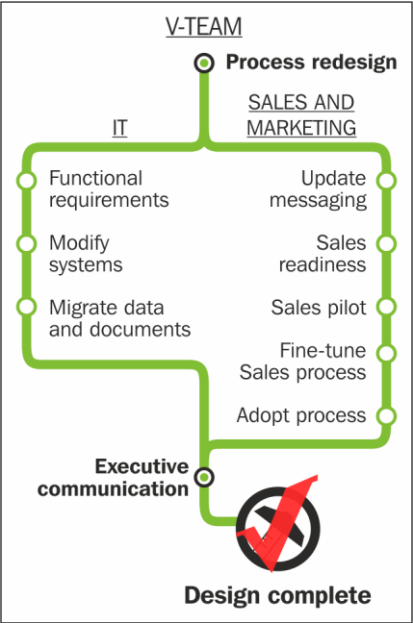 V-TEAM
Process redesign
IT
SALES AND
MARKETING
Functional
requirements
Modify
systems
Migrate data
and documents
Update
messaging
Sales
readiness
Sales pilot
Fine-tune
Sales process
Adopt process
Executive
communication
Design complete